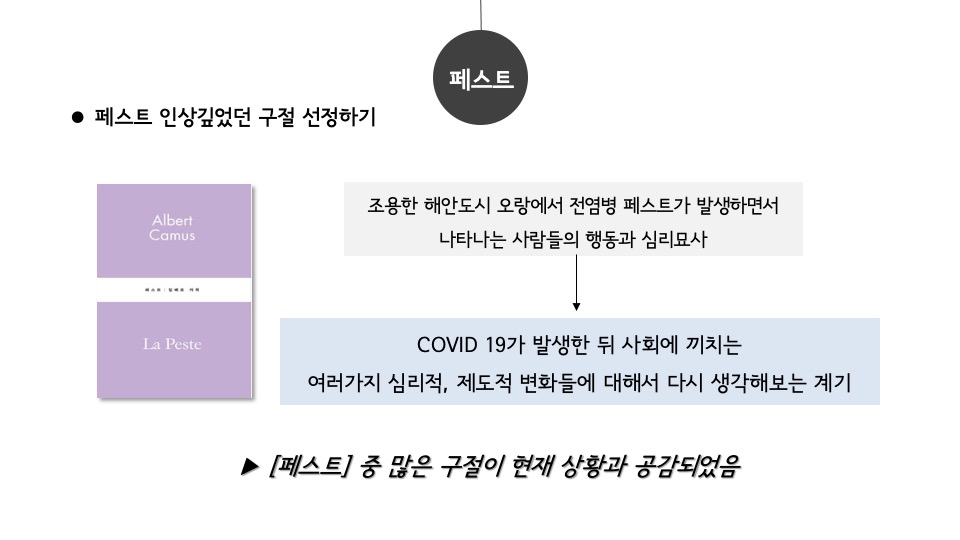 페스트
● 페스트 인상깊었던 구절 선정하기
Albert
Camus
La Peste
조용한 해안도시 오랑에서 전염병 페스트가 발생하면서
나타나는 사람들의 행동과 심리묘사
COVID 19가 발생한 뒤 사회에 끼치는
여러가지 심리적, 제도적 변화들에 대해서 다시 생각해보는 계기
▶ [페스트] 중 많은 구절이 현재 상황과 공감되었음